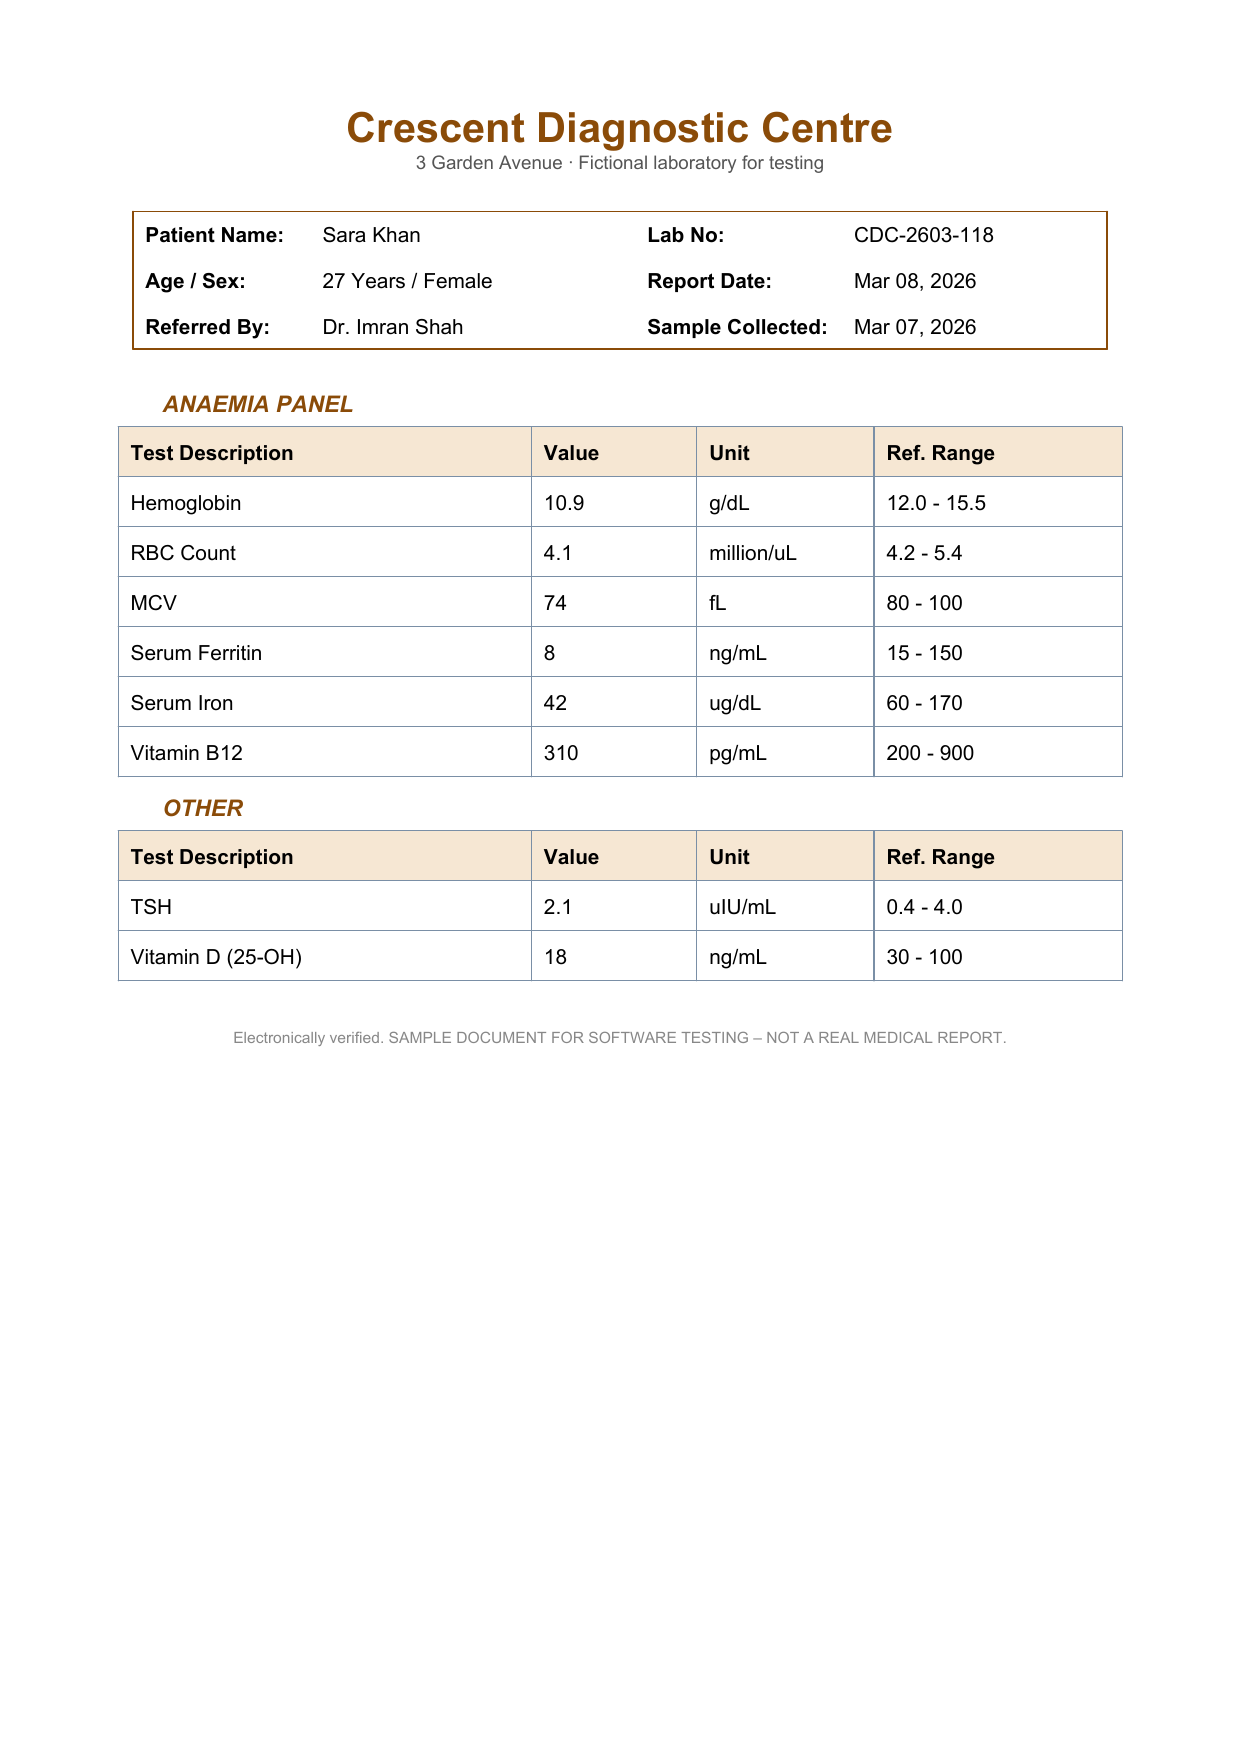 Crescent Diagnostic Centre
3 Garden Avenue · Fictional laboratory for testing
Patient Name: Sara Khan Lab No: CDC-2603-118
Age / Sex: 27 Years / Female Report Date: Mar 08, 2026
Referred By: Dr. Imran Shah Sample Collected: Mar 07, 2026
ANAEMIA PANEL
Test Description Value Unit Ref. Range
Hemoglobin 10.9 g/dL 12.0 - 15.5
RBC Count 4.1 million/uL 4.2 - 5.4
MCV 74 fL 80 - 100
Serum Ferritin 8 ng/mL 15 - 150
Serum Iron 42 ug/dL 60 - 170
Vitamin B12 310 pg/mL 200 - 900
OTHER
Test Description Value Unit Ref. Range
TSH 2.1 uIU/mL 0.4 - 4.0
Vitamin D (25-OH) 18 ng/mL 30 - 100
Electronically verified. SAMPLE DOCUMENT FOR SOFTWARE TESTING – NOT A REAL MEDICAL REPORT.